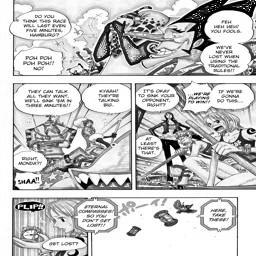 FEH
HEH HEH!
YOU
FOOLS.
WE'VE
NEVER
LOST WHEN
USING THE
TRADITIONAL
RULES!!
DO YOU
THINK THIS RACE
WILL LAST EVEN
FIVE MINUTES,
HAMBURG?
POH POH
POH POH!!
NO!
IF WE'RE
GONNA DO
THIS...
WE'RE
PLAYING
TO WIN!!
IT'S OKAY
TO SINK YOUR
OPPONENT,
RIGHT?
AT
LEAST
THERE'S
THAT.
KYAAH!
THEY'RE
TALKING
BIG.
THEY CAN TALK
ALL THEY WANT.
WE'LL SINK 'EM IN
THREE MINUTES!!
RIGHT,
MONDA?!
SHAA!!
HERE,
TAKE
THESE!
ETERNAL
COMPASSES!
SO YOU
DON'T GET
LOST!!
FLIP!!
GET LOST?